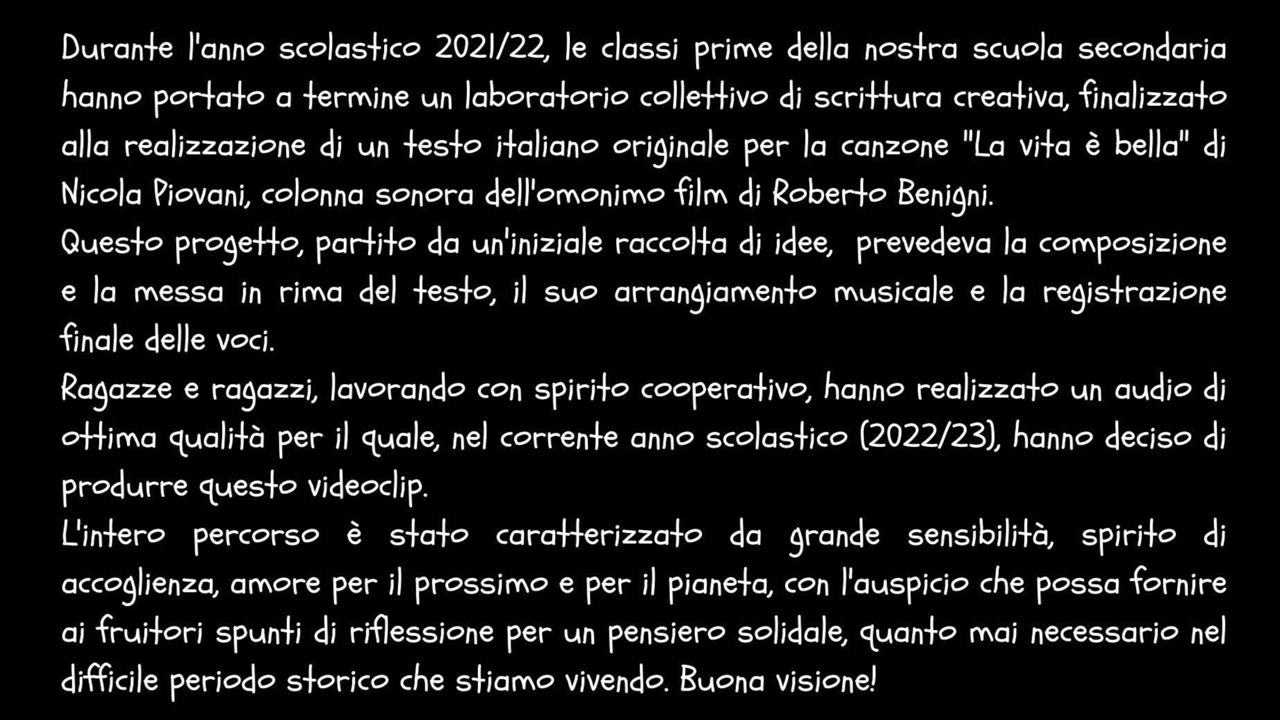 Durante l'anno scolastico 2021/22, le classi prime della nostra scuola secondaria
hanno portato a termine un laboratorio collettivo di scrittura creativa, finalizzato
alla realizzazione di un testo italiano originale per la canzone "La vita è bella" di
Nicola Piovani, colonna sonora dell'omonimo film di Roberto Benigni.
Questo progetto, partito da un'iniziale raccolta di idee, prevedeva la composizione
e la messa in rima del testo, il suo arrangiamento musicale e la registrazione
finale delle voci.
Ragazze e ragazzi, lavorando con spirito cooperativo, hanno realizzato un audio di
ottima qualità per il quale, nel corrente anno scolastico (2022/23), hanno deciso di
produrre questo videoclip.
L'intero percorso è stato caratterizzato da grande sensibilità, spirito di
accoglienza, amore per il prossimo e per il pianeta, con l'auspicio che possa fornire
ai fruitori spunti di riflessione per un pensiero solidale, quanto mai necessario nel
difficile periodo storico che stiamo vivendo. Buona visione!